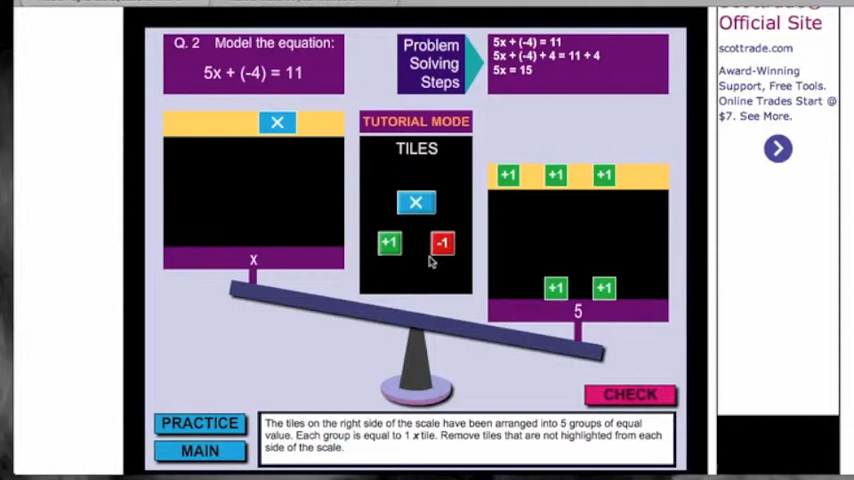 Official Site
scottrade.com
Award-Winning
Support, Free Tools.
Online Trades Start @
$7. See More.
Q. 2 Model the equation:
5x + (-4) = 11
Problem
Solving
Steps
5x + (-4) = 11
5x + (-4) + 4 = 11 + 4
5x = 15
X
TUTORIAL MODE
TILES
X
+1 -1
+1 +1 +1
+1 +1
x
5
CHECK
PRACTICE
MAIN
The tiles on the right side of the scale have been arranged into 5 groups of equal
value. Each group is equal to 1 x tile. Remove tiles that are not highlighted from each
side of the scale.